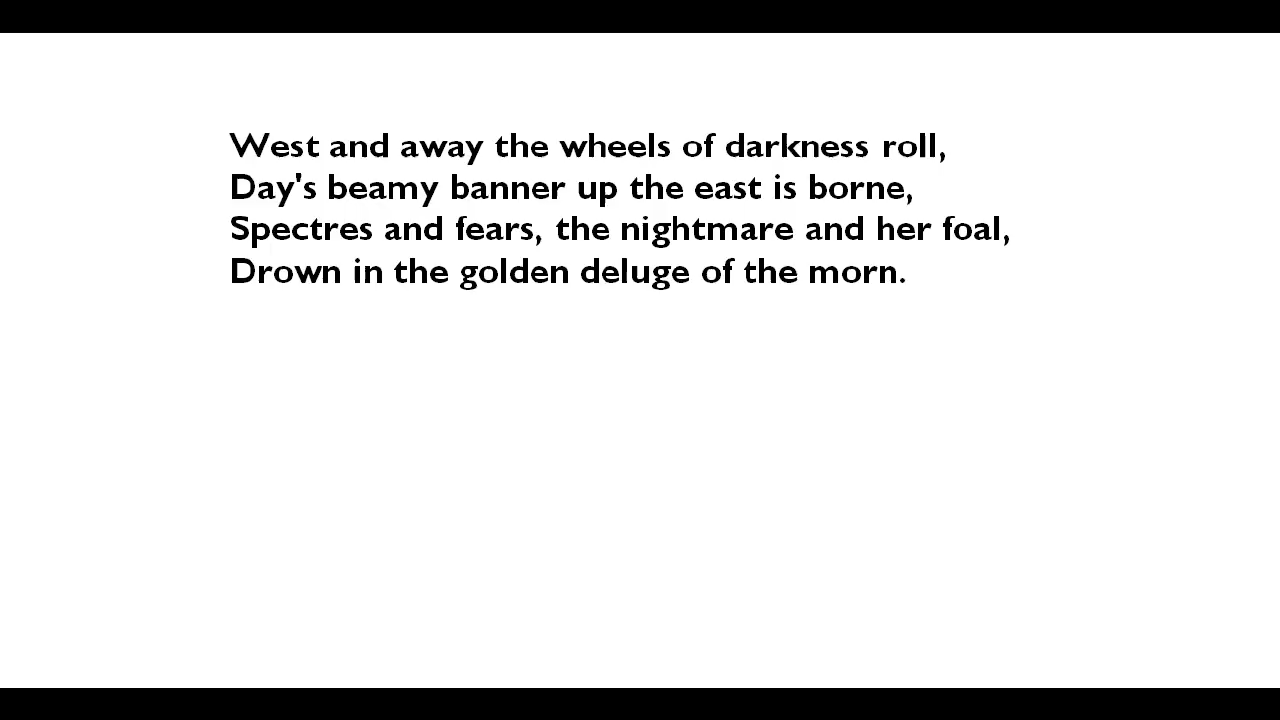 West and away the wheels of darkness roll,
Day's beamy banner up the east is borne,
Spectres and fears, the nightmare and her foal,
Drown in the golden deluge of the morn.